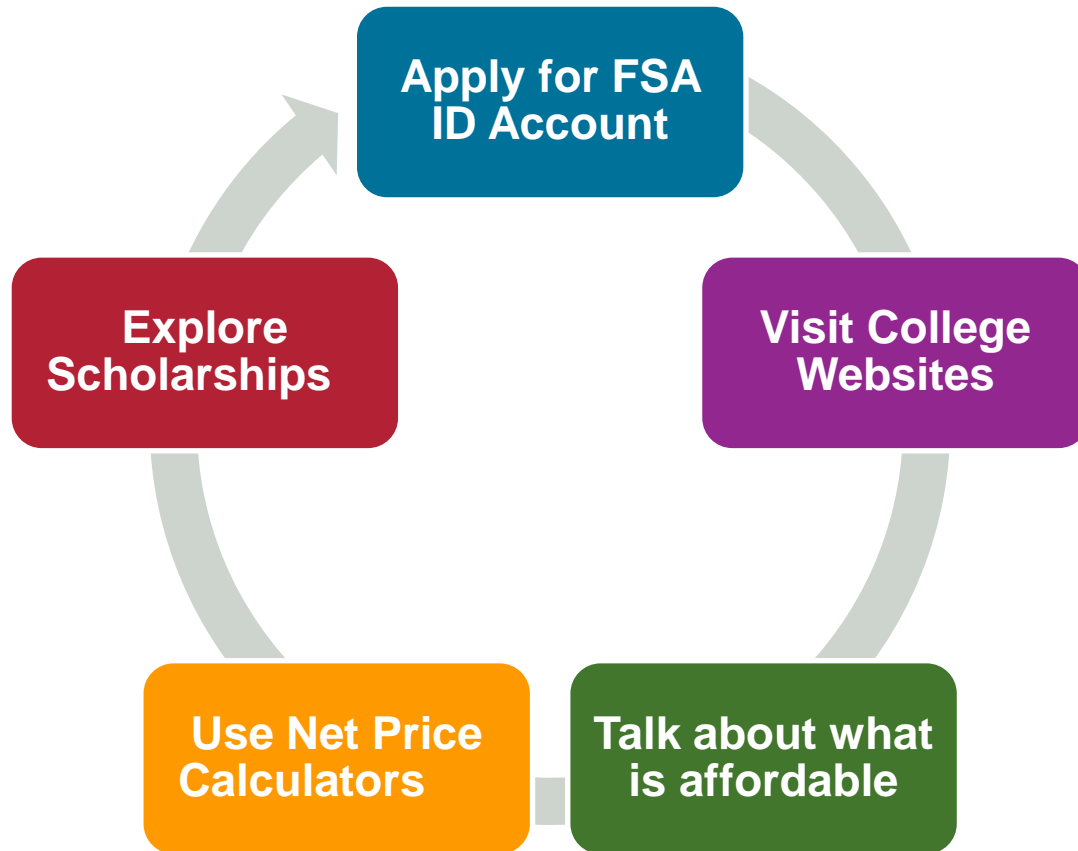 Apply for FSA
ID Account
Visit College
Websites
Talk about what
is affordable
Use Net Price
Calculators
Explore
Scholarships